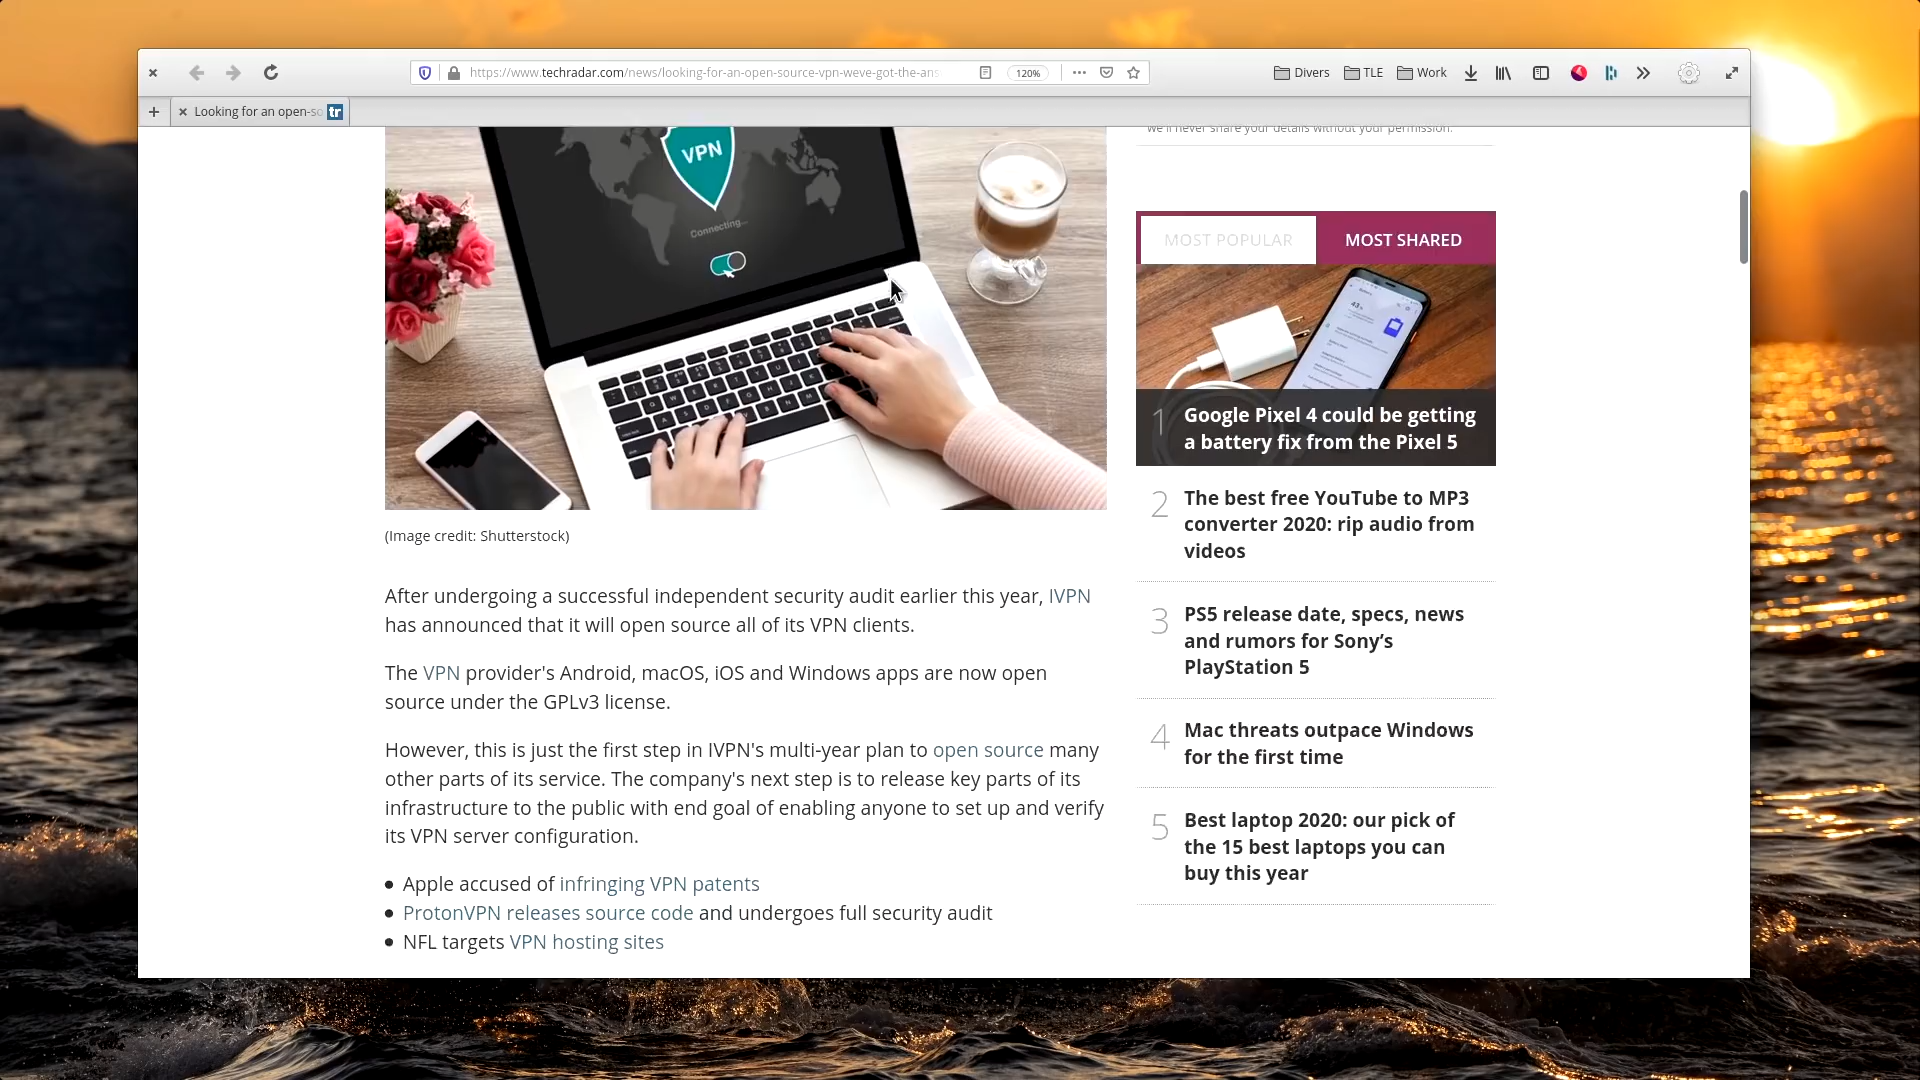 https://www.techradar.com/news/looking-for-an-open-source-vpn-weve-got-the-ans
120%
Divers
TLE
Work
Looking for an open-so
tr
we'll never share your details without your permission.
VPN
Connecting...
MOST POPULAR
MOST SHARED
1
Google Pixel 4 could be getting
a battery fix from the Pixel 5
2
The best free YouTube to MP3
converter 2020: rip audio from
videos
3
PS5 release date, specs, news
and rumors for Sony’s
PlayStation 5
4
Mac threats outpace Windows
for the first time
5
Best laptop 2020: our pick of
the 15 best laptops you can
buy this year
(Image credit: Shutterstock)
After undergoing a successful independent security audit earlier this year, IVPN
has announced that it will open source all of its VPN clients.
The VPN provider's Android, macOS, iOS and Windows apps are now open
source under the GPLv3 license.
However, this is just the first step in IVPN's multi-year plan to open source many
other parts of its service. The company's next step is to release key parts of its
infrastructure to the public with end goal of enabling anyone to set up and verify
its VPN server configuration.
• Apple accused of infringing VPN patents
• ProtonVPN releases source code and undergoes full security audit
• NFL targets VPN hosting sites